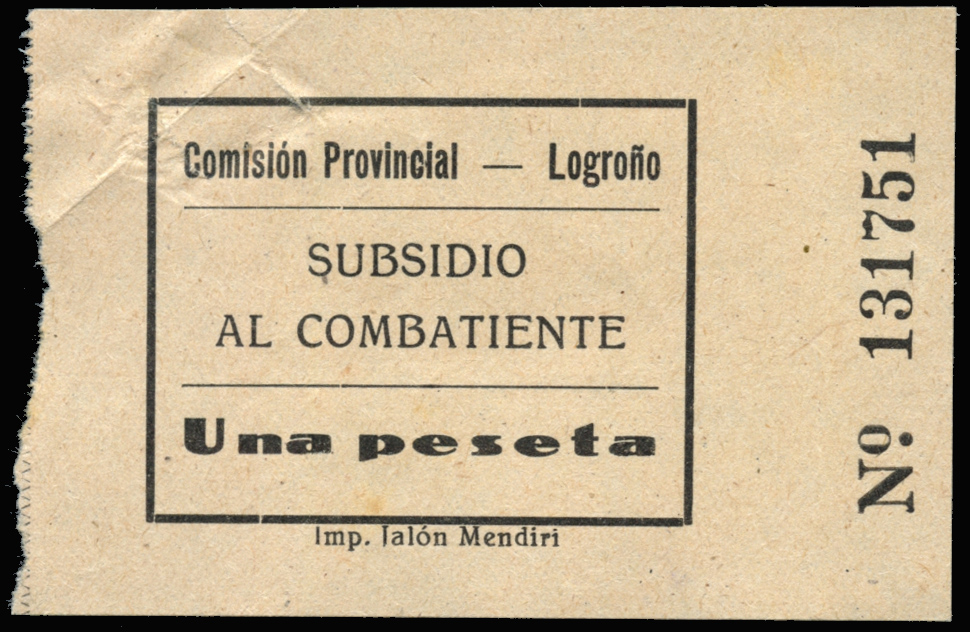 Comisión Provincial — Logroño
SUBSIDIO
AL COMBATIENTE
Una peseta
Imp. Jalón Mendiri
Nº. 131751